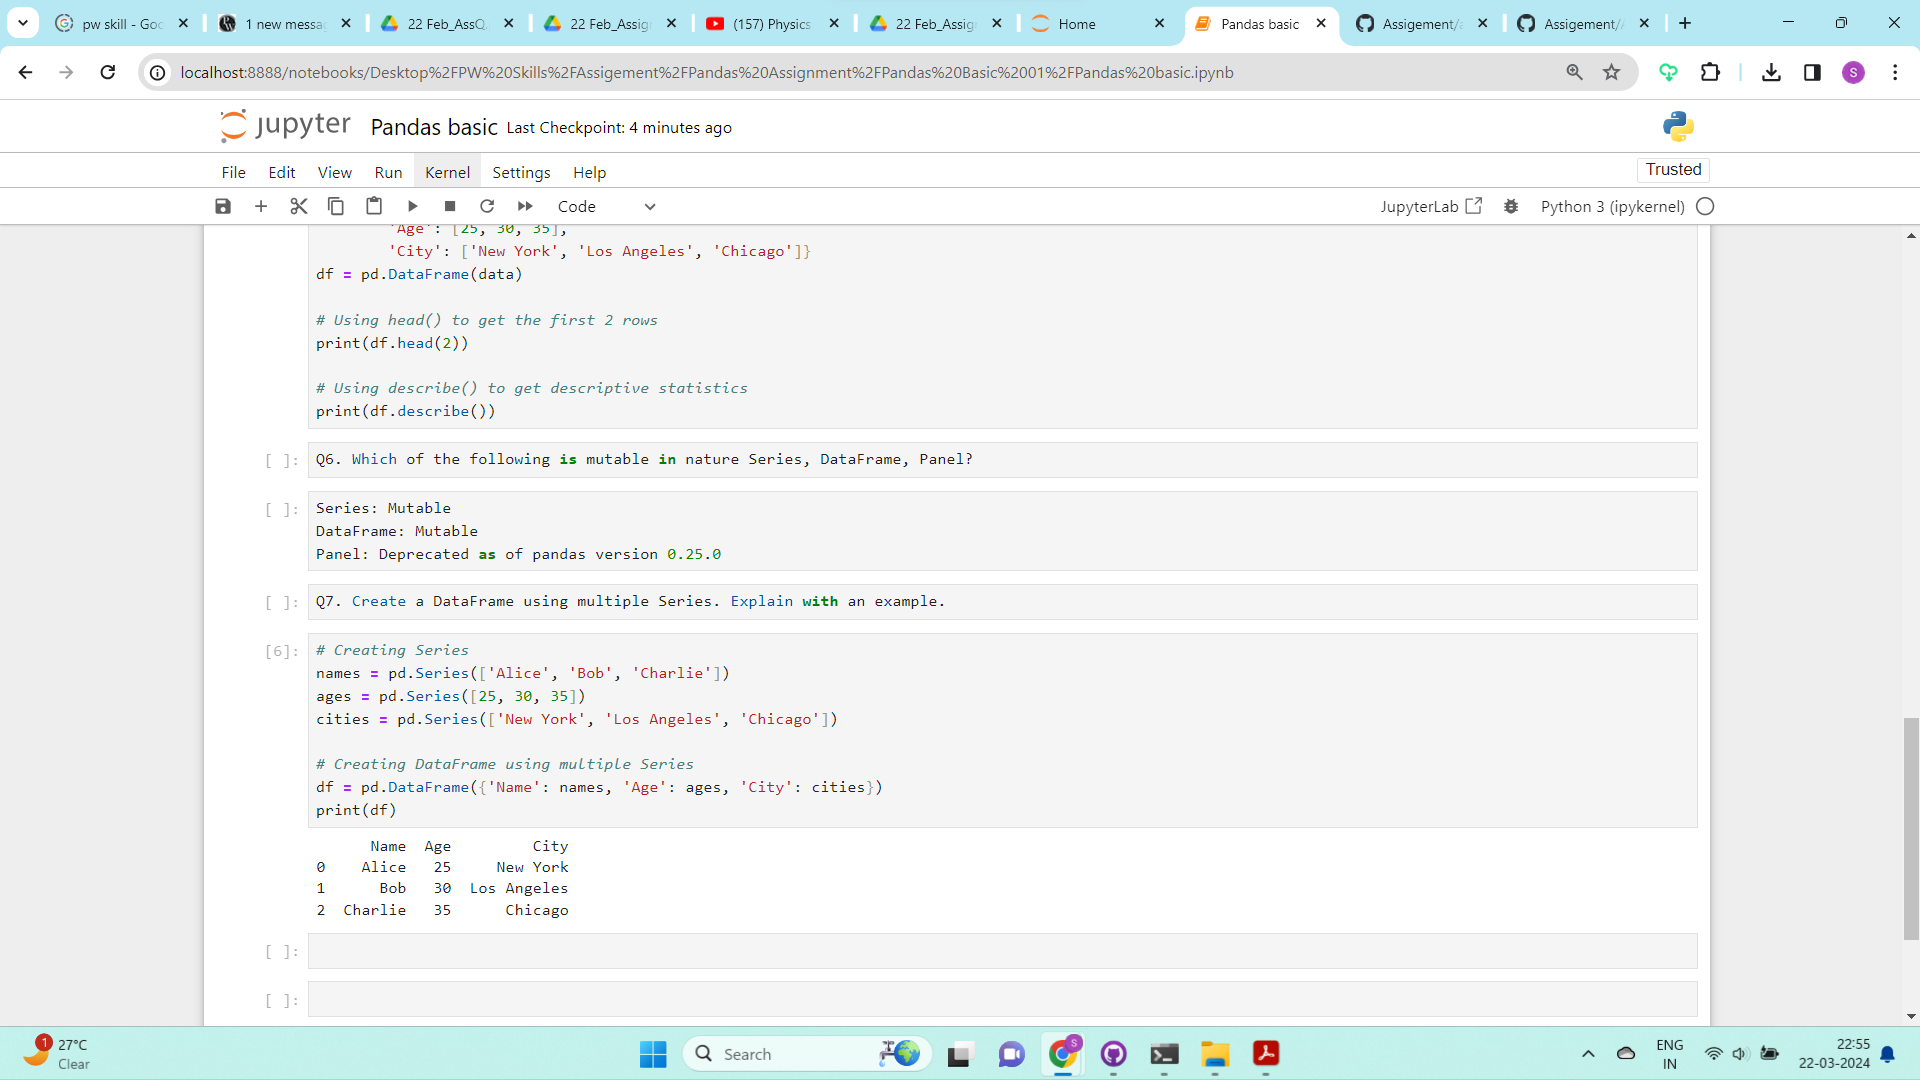 pw skill - Goo
1 new messa
22 Feb_AssQ
22 Feb_Assig
(157) Physics
22 Feb_Assig
Home
Pandas basic
Assigement/
Assigement/
localhost:8888/notebooks/Desktop%2FPW%20Skills%2FAssigement%2FPandas%20Assignment%2FPandas%20Basic%2001%2FPandas%20basic.ipynb
S
jupyter Pandas basic Last Checkpoint: 4 minutes ago
File Edit View Run Kernel Settings Help
Trusted
Code
JupyterLab
Python 3 (ipykernel)
'Age': [25, 30, 35],
'City': ['New York', 'Los Angeles', 'Chicago']}
df = pd.DataFrame(data)
# Using head() to get the first 2 rows
print(df.head(2))
# Using describe() to get descriptive statistics
print(df.describe())
[ ]: Q6. Which of the following is mutable in nature Series, DataFrame, Panel?
[ ]: Series: Mutable
DataFrame: Mutable
Panel: Deprecated as of pandas version 0.25.0
[ ]: Q7. Create a DataFrame using multiple Series. Explain with an example.
[6]: # Creating Series
names = pd.Series(['Alice', 'Bob', 'Charlie'])
ages = pd.Series([25, 30, 35])
cities = pd.Series(['New York', 'Los Angeles', 'Chicago'])
# Creating DataFrame using multiple Series
df = pd.DataFrame({'Name': names, 'Age': ages, 'City': cities})
print(df)
Name Age City
0 Alice 25 New York
1 Bob 30 Los Angeles
2 Charlie 35 Chicago
[ ]:
[ ]:
1
27°C
Clear
Search
S
ENG
IN
22:55
22-03-2024